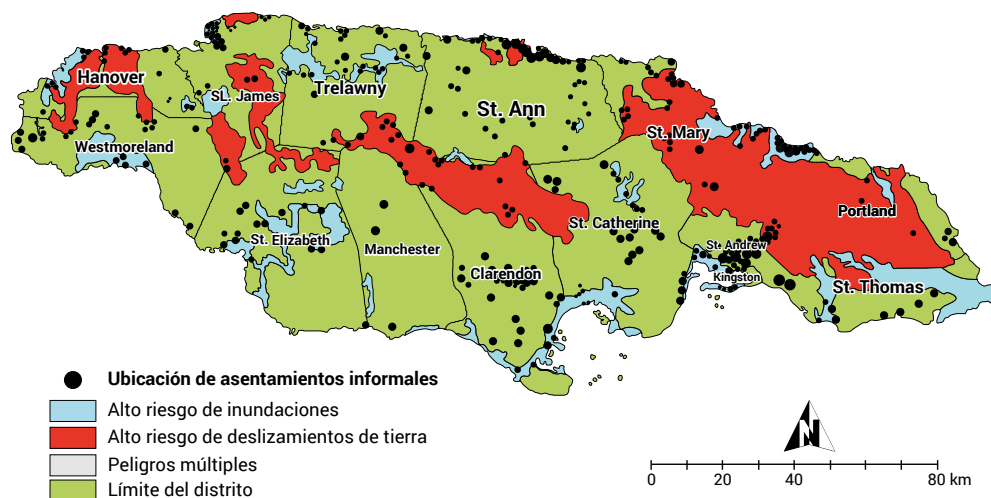 Hanover
SL. James
Trelawny
St. Ann
St. Mary
Westmoreland
Portland
St. Catherine
St. Elizabeth
Manchester
St. Andrew
Clarendon
Kingston
St. Thomas
Ubicación de asentamientos informales
Alto riesgo de inundaciones
Alto riesgo de deslizamientos de tierra
Peligros múltiples
Límite del distrito
N
0 20 40 80 km